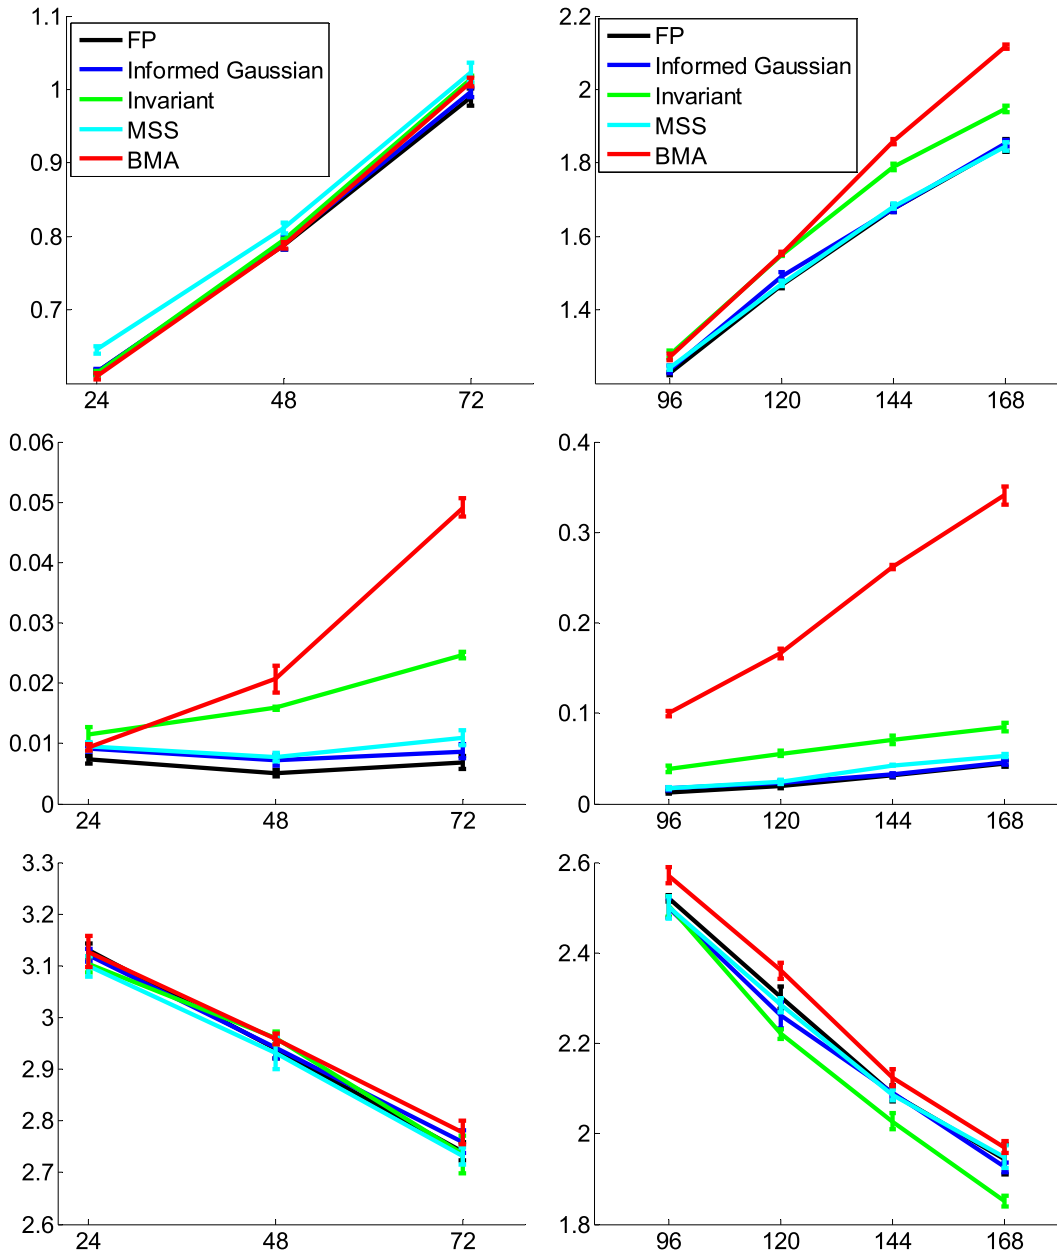 1.1
FP
Informed Gaussian
Invariant
MSS
BMA
1
0.9
0.8
0.7
24 48 72
2.2
FP
Informed Gaussian
Invariant
MSS
BMA
2
1.8
1.6
1.4
96 120 144 168
0.06
0.05
0.04
0.03
0.02
0.01
0
24 48 72
0.4
0.3
0.2
0.1
0
96 120 144 168
3.3
3.2
3.1
3
2.9
2.8
2.7
2.6
24 48 72
2.6
2.4
2.2
2
1.8
96 120 144 168